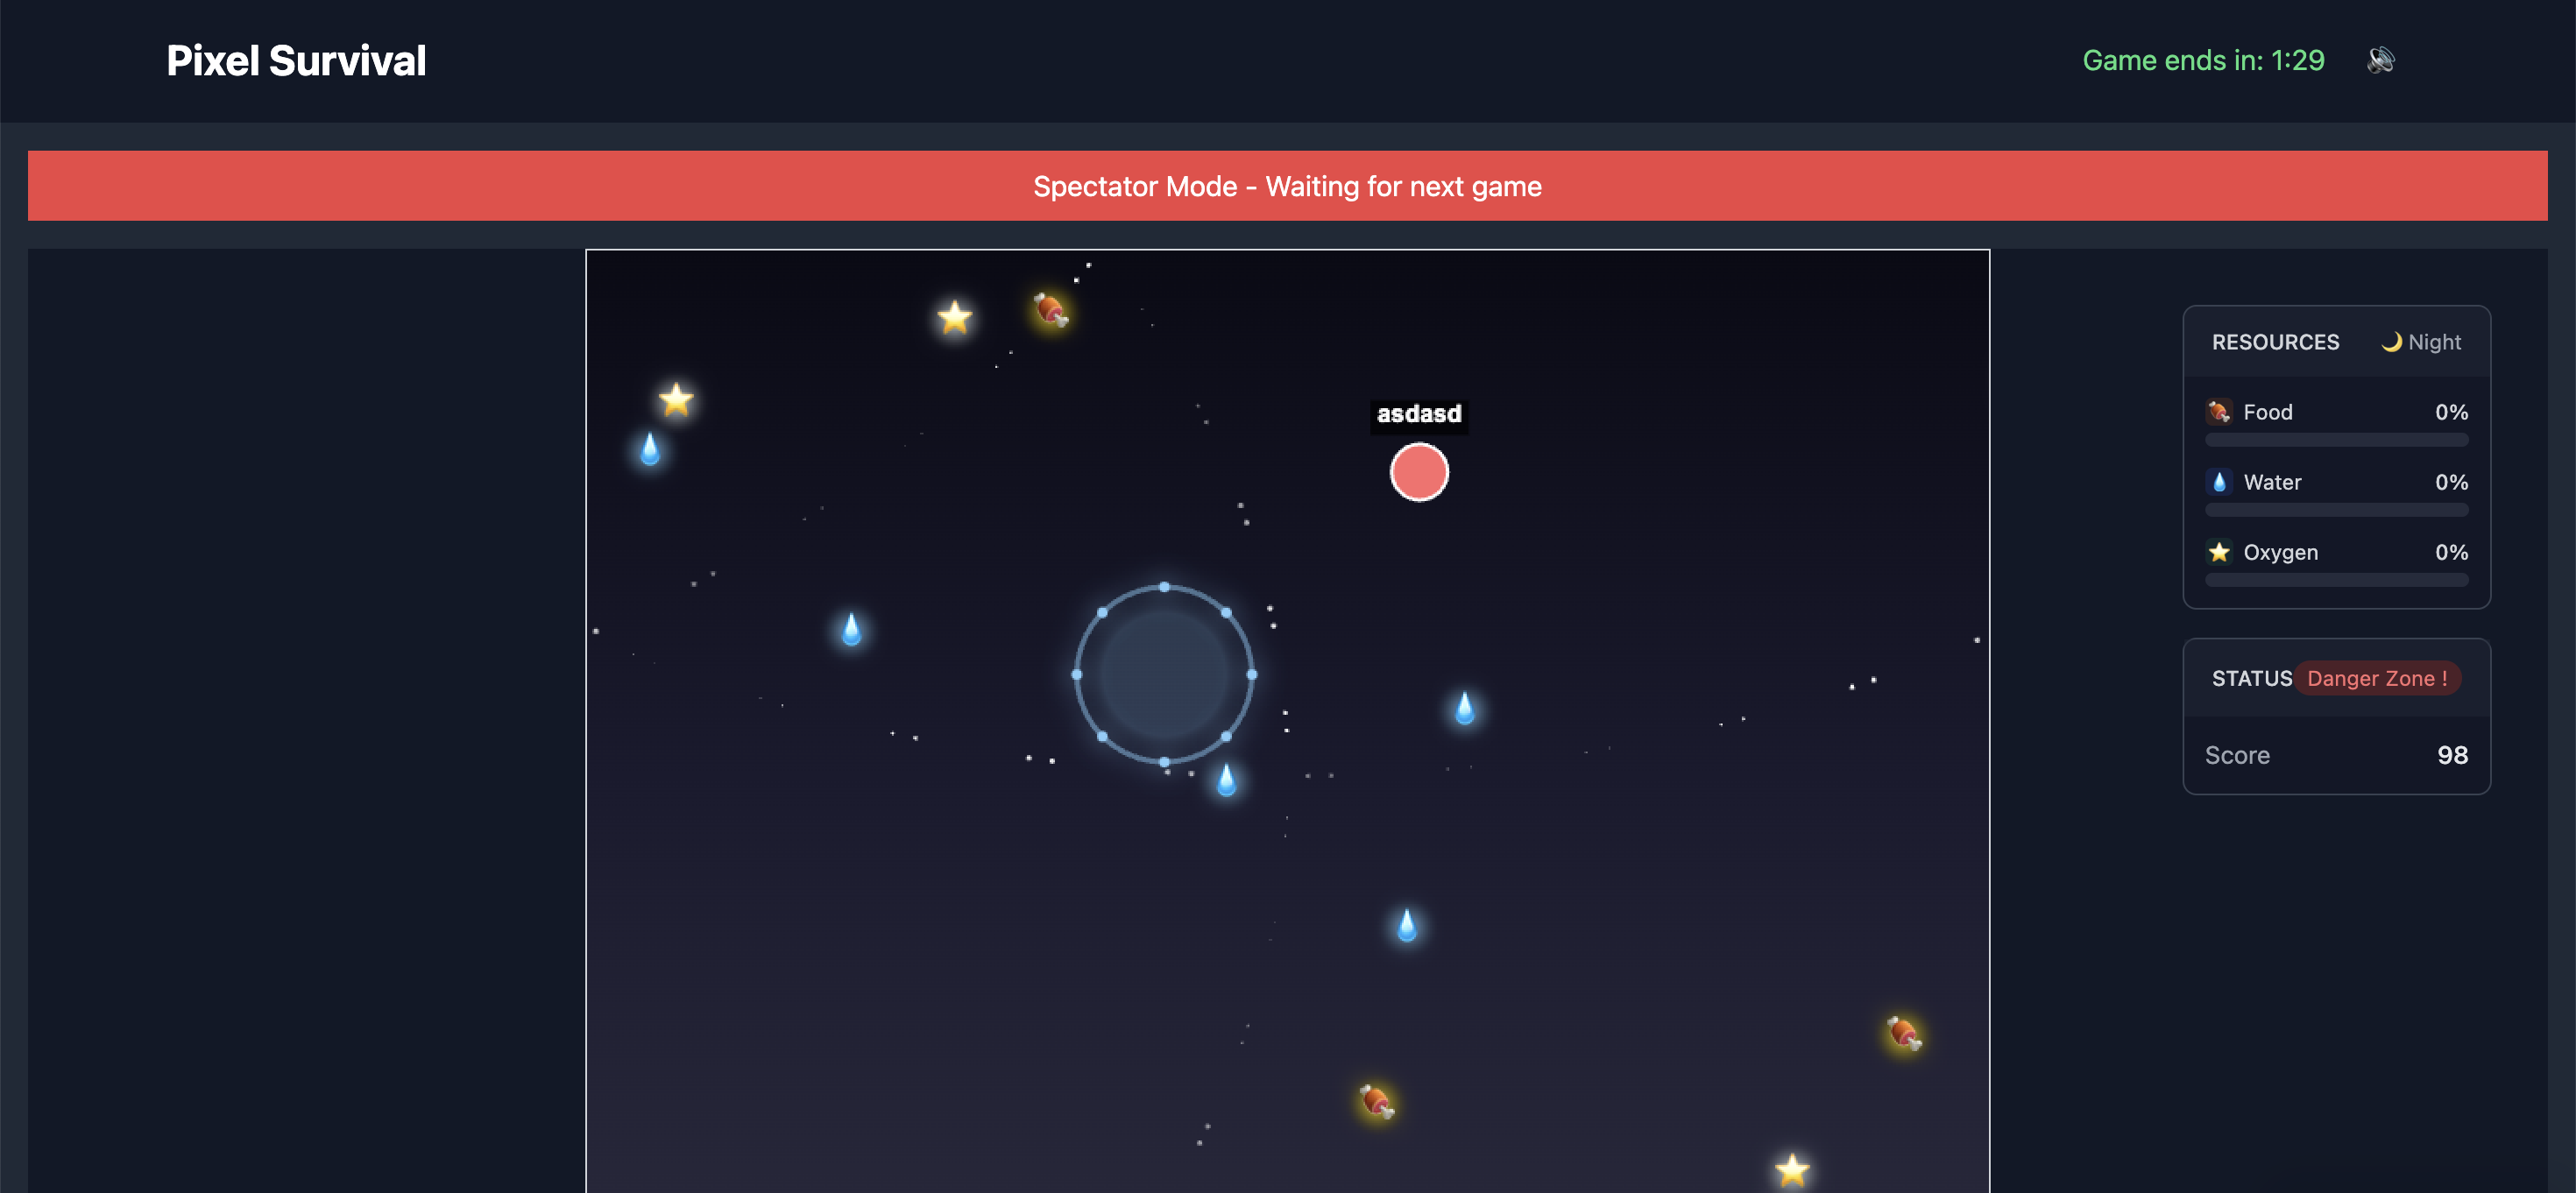 Pixel Survival
Game ends in: 1:29
Spectator Mode - Waiting for next game
asdasd
RESOURCES
Night
Food 0%
Water 0%
Oxygen 0%
STATUS Danger Zone !
Score 98